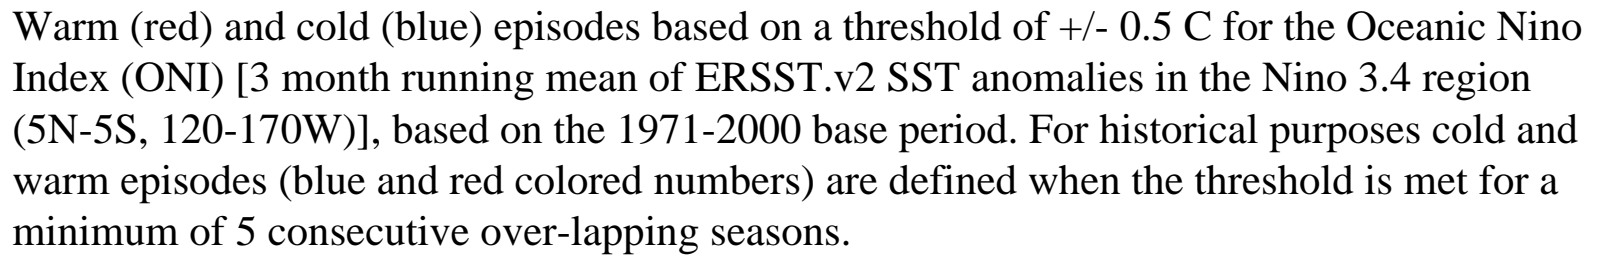 Warm (red) and cold (blue) episodes based on a threshold of +/- 0.5 C for the Oceanic Nino
Index (ONI) [3 month running mean of ERSST.v2 SST anomalies in the Nino 3.4 region
(5N-5S, 120-170W)], based on the 1971-2000 base period. For historical purposes cold and
warm episodes (blue and red colored numbers) are defined when the threshold is met for a
minimum of 5 consecutive over-lapping seasons.